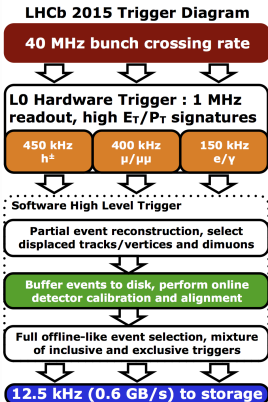 LHCb 2015 Trigger Diagram
40 MHz bunch crossing rate
L0 Hardware Trigger : 1 MHz
readout, high E_T/P_T signatures
450 kHz
h±
400 kHz
µ/µµ
150 kHz
e/γ
Software High Level Trigger
Partial event reconstruction, select
displaced tracks/vertices and dimuons
Buffer events to disk, perform online
detector calibration and alignment
Full offline-like event selection, mixture
of inclusive and exclusive triggers
12.5 kHz (0.6 GB/s) to storage